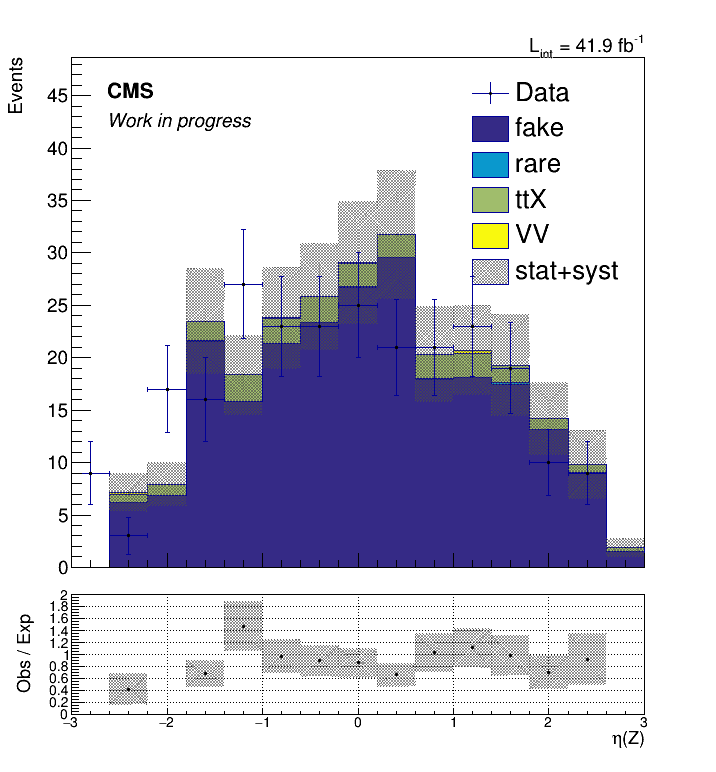 L_int = 41.9 fb^-1
Events
CMS
Work in progress
Data
fake
rare
ttX
VV
stat+syst
45
40
35
30
25
20
15
10
5
0
Obs / Exp
2
1.8
1.6
1.4
1.2
1
0.8
0.6
0.4
0.2
0
−3 −2 −1 0 1 2 3
η(Z)